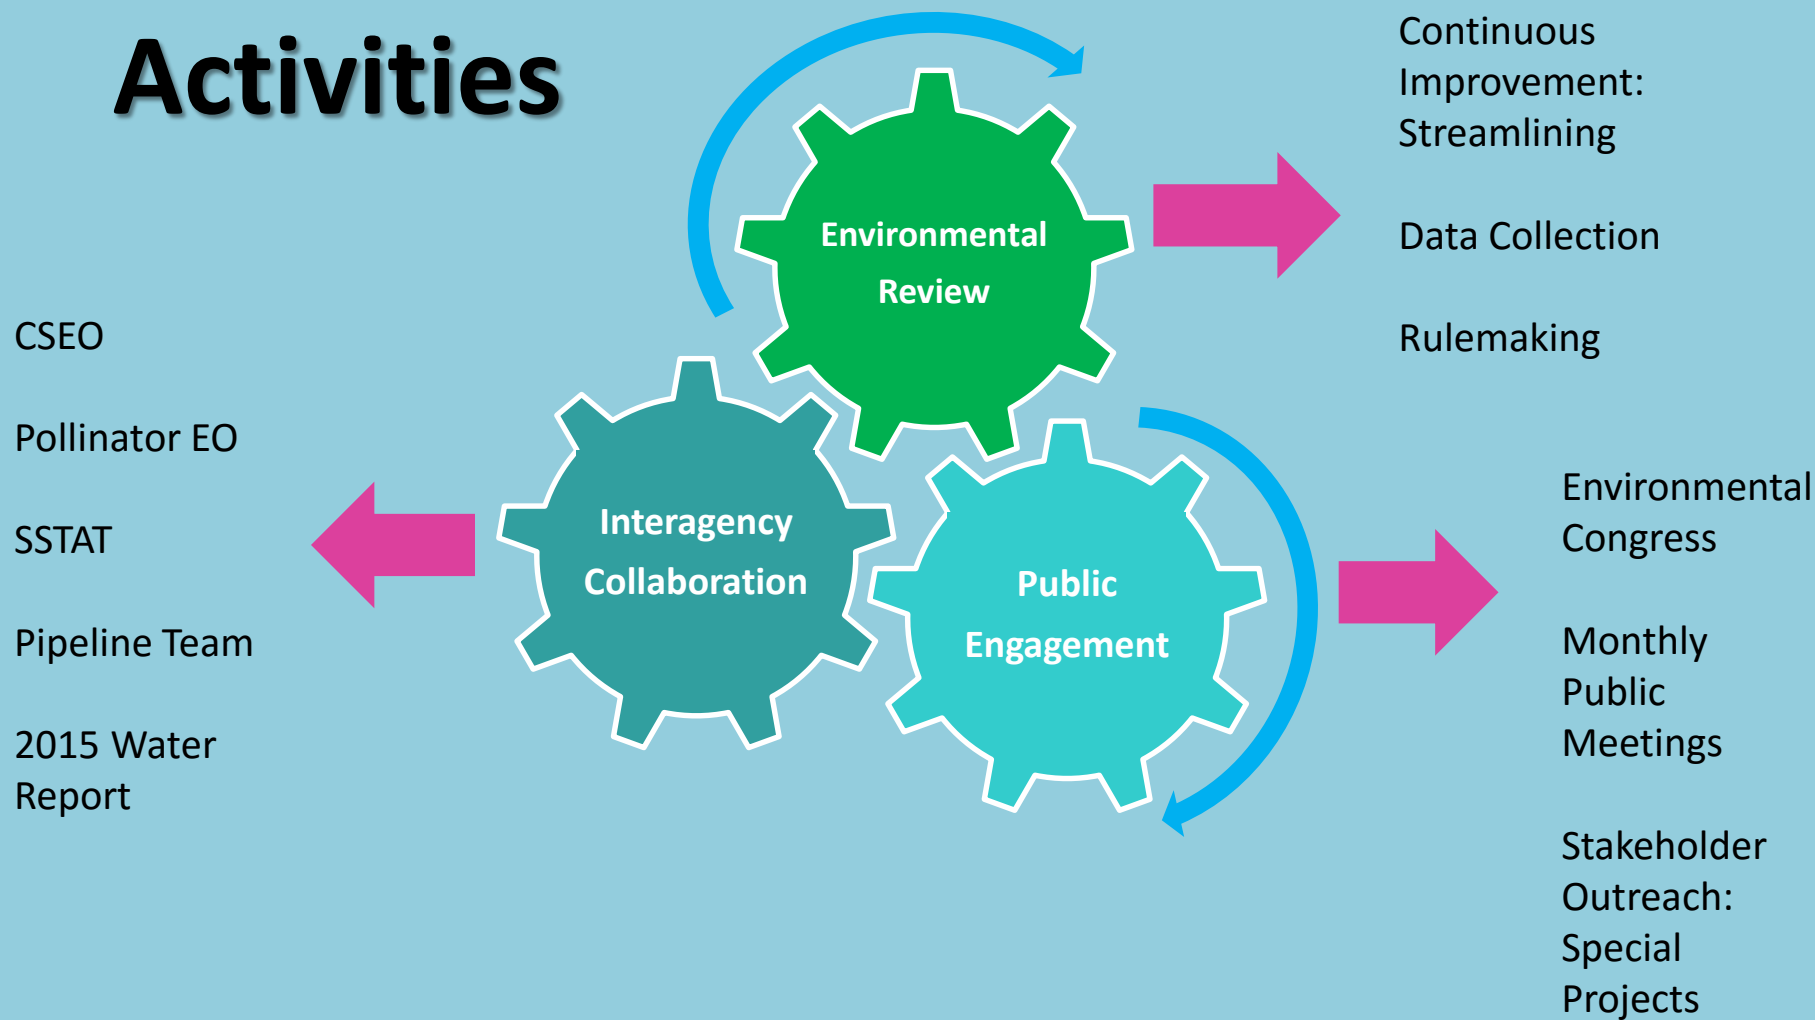 Activities
Continuous
Improvement:
Streamlining
Data Collection
Rulemaking
Environmental
Review
CSEO
Pollinator EO
SSTAT
Pipeline Team
2015 Water
Report
Interagency
Collaboration
Public
Engagement
Environmental
Congress
Monthly
Public
Meetings
Stakeholder
Outreach:
Special
Projects